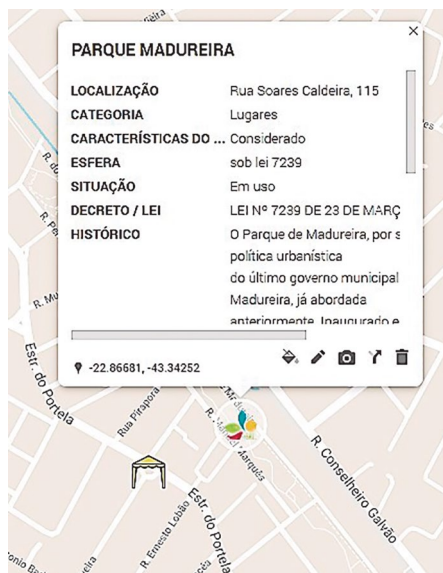 PARQUE MADUREIRA
LOCALIZAÇÃO Rua Soares Caldeira, 115
CATEGORIA Lugares
CARACTERÍSTICAS DO ... Considerado
ESFERA sob lei 7239
SITUAÇÃO Em uso
DECRETO / LEI LEI Nº 7239 DE 23 DE MARÇ
HISTÓRICO O Parque de Madureira, por s
política urbanística
do último governo municipal
Madureira, já abordada
anteriormente. Inaugurado e
-22.86681, -43.34252
Estr. do Portela
Rua Pirapora
R. Conselheiro Galvão
R. Ernesto Lobão
Estr. do Portela